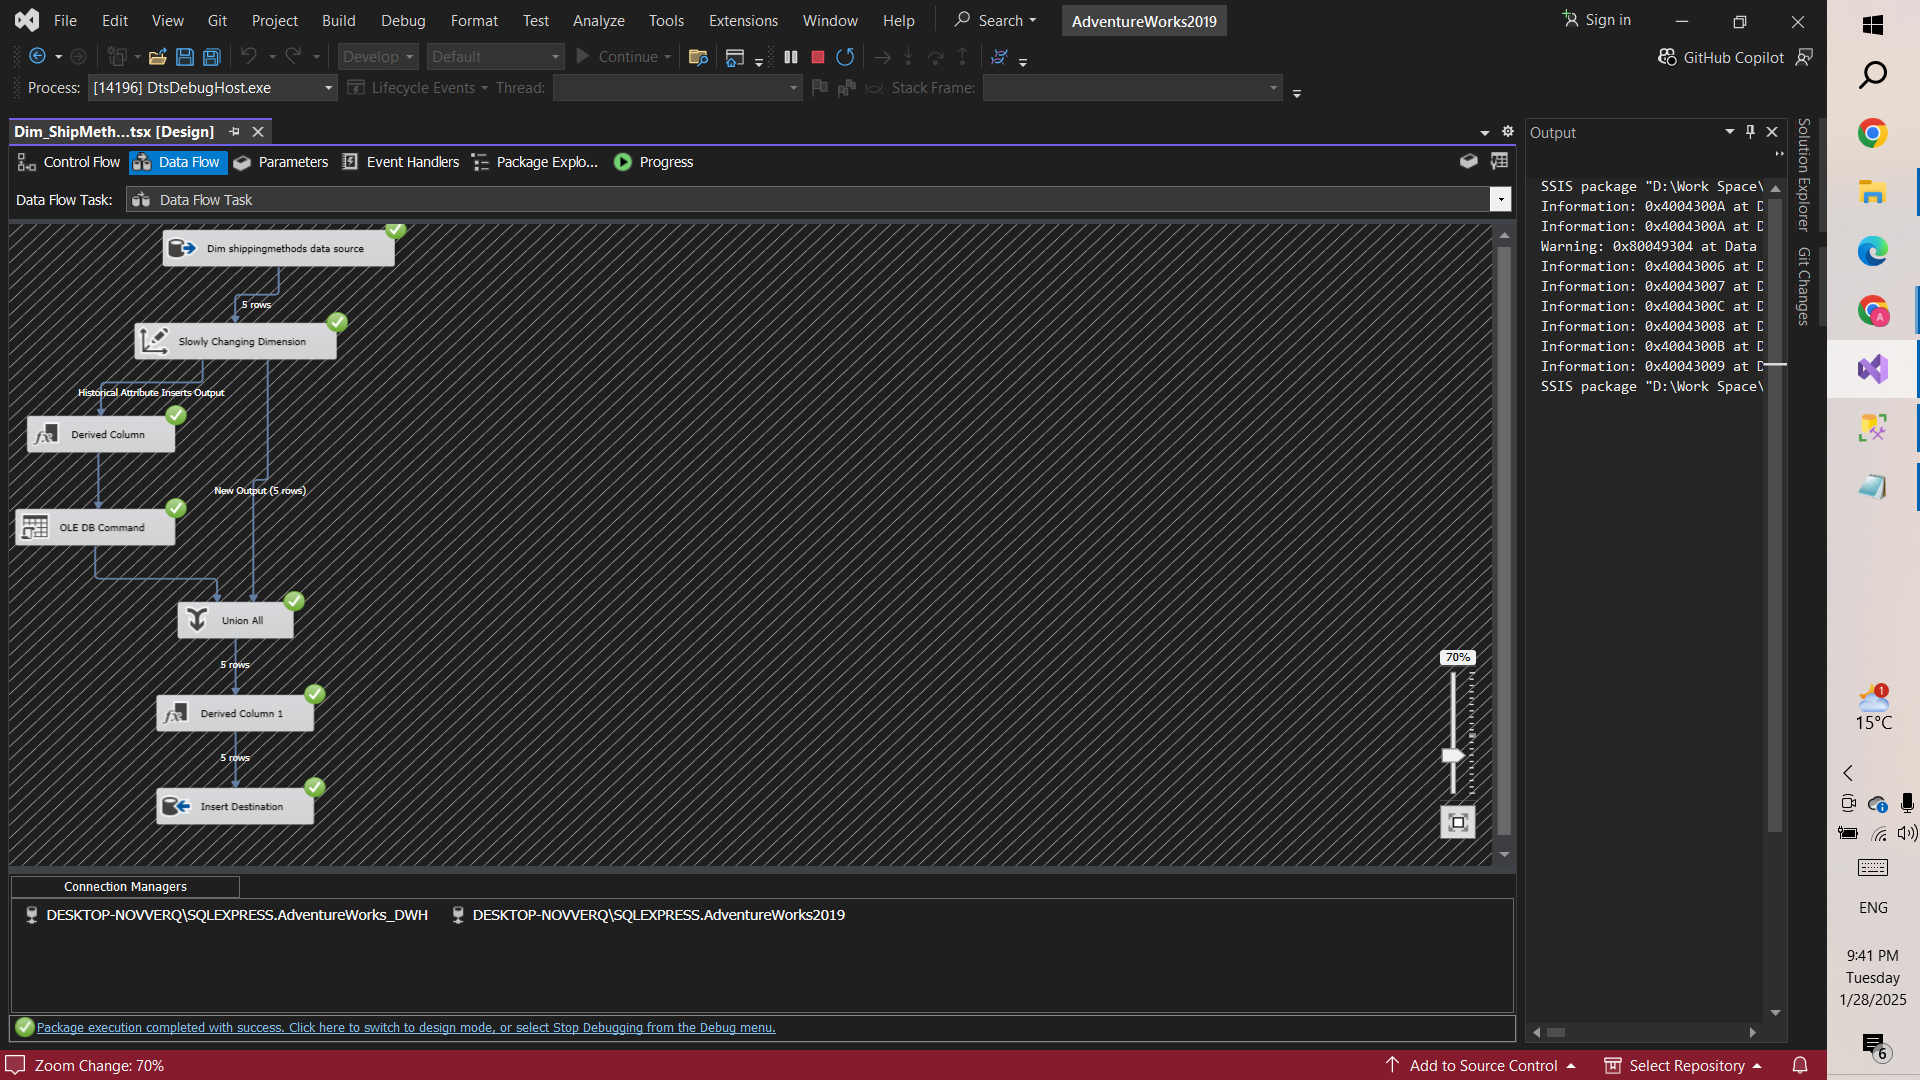 File Edit View Git Project Build Debug Format Test Analyze Tools Extensions Window Help Search AdventureWorks2019 Sign in
Develop Default Continue GitHub Copilot
Process: [14196] DtsDebugHost.exe Lifecycle Events Thread: Stack Frame:
Dim_ShipMeth...tsx [Design]
Control Flow Data Flow Parameters Event Handlers Package Explo... Progress
Data Flow Task: Data Flow Task
Dim shippingmethods data source
5 rows
Slowly Changing Dimension
Historical Attribute Inserts Output
Derived Column
New Output (5 rows)
OLE DB Command
Union All
5 rows
Derived Column 1
5 rows
Insert Destination
70%
Connection Managers
DESKTOP-NOVVERQ\SQLEXPRESS.AdventureWorks_DWH DESKTOP-NOVVERQ\SQLEXPRESS.AdventureWorks2019
Package execution completed with success. Click here to switch to design mode, or select Stop Debugging from the Debug menu.
Output
SSIS package "D:\Work Space\
Information: 0x4004300A at D
Information: 0x4004300A at D
Warning: 0x80049304 at Data
Information: 0x40043006 at D
Information: 0x40043007 at D
Information: 0x4004300C at D
Information: 0x40043008 at D
Information: 0x4004300B at D
Information: 0x40043009 at D
SSIS package "D:\Work Space\
Solution Explorer
Git Changes
Zoom Change: 70% Add to Source Control Select Repository
A
1
15°C
ENG
9:41 PM
Tuesday
1/28/2025
6